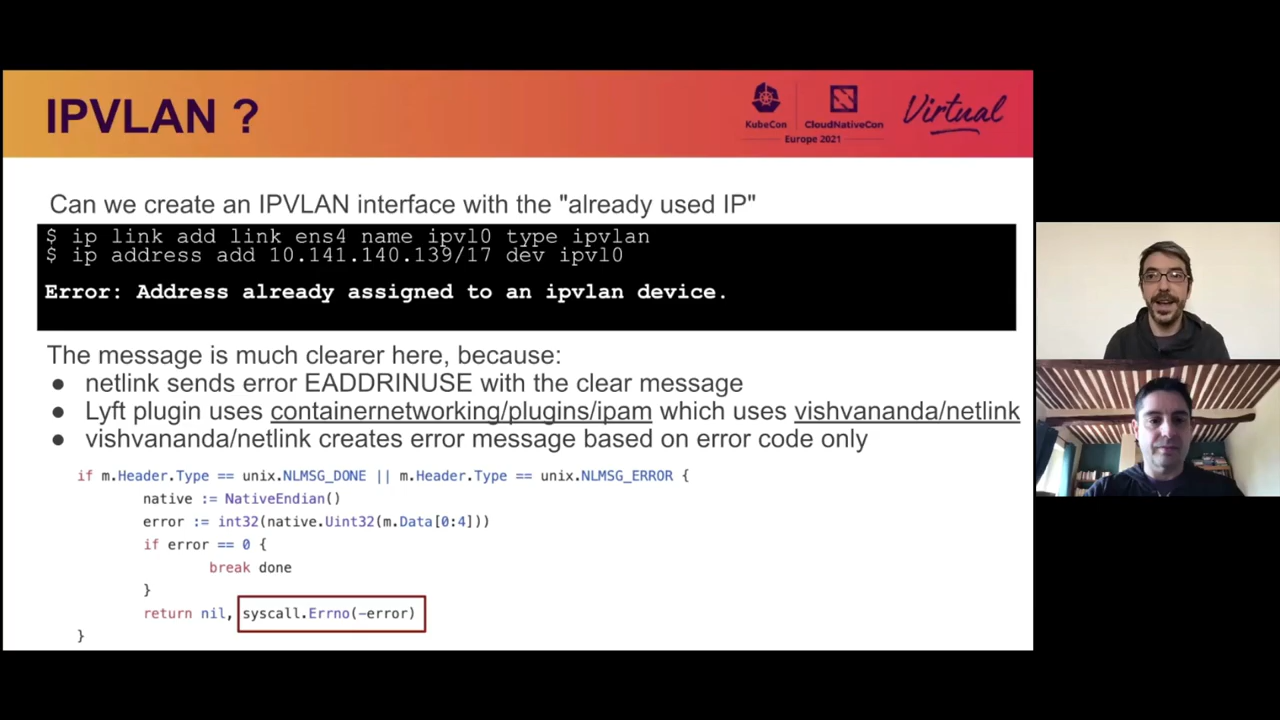 IPVLAN ?
KubeCon
CloudNativeCon
Europe 2021
Virtual
Can we create an IPVLAN interface with the "already used IP"
$ ip link add link ens4 name ipvl0 type ipvlan
$ ip address add 10.141.140.139/17 dev ipvl0
Error: Address already assigned to an ipvlan device.
The message is much clearer here, because:
● netlink sends error EADDRINUSE with the clear message
● Lyft plugin uses containernetworking/plugins/ipam which uses vishvananda/netlink
● vishvananda/netlink creates error message based on error code only
if m.Header.Type == unix.NLMSG_DONE || m.Header.Type == unix.NLMSG_ERROR {
native := NativeEndian()
error := int32(native.Uint32(m.Data[0:4]))
if error == 0 {
break done
}
return nil, syscall.Errno(-error)
}